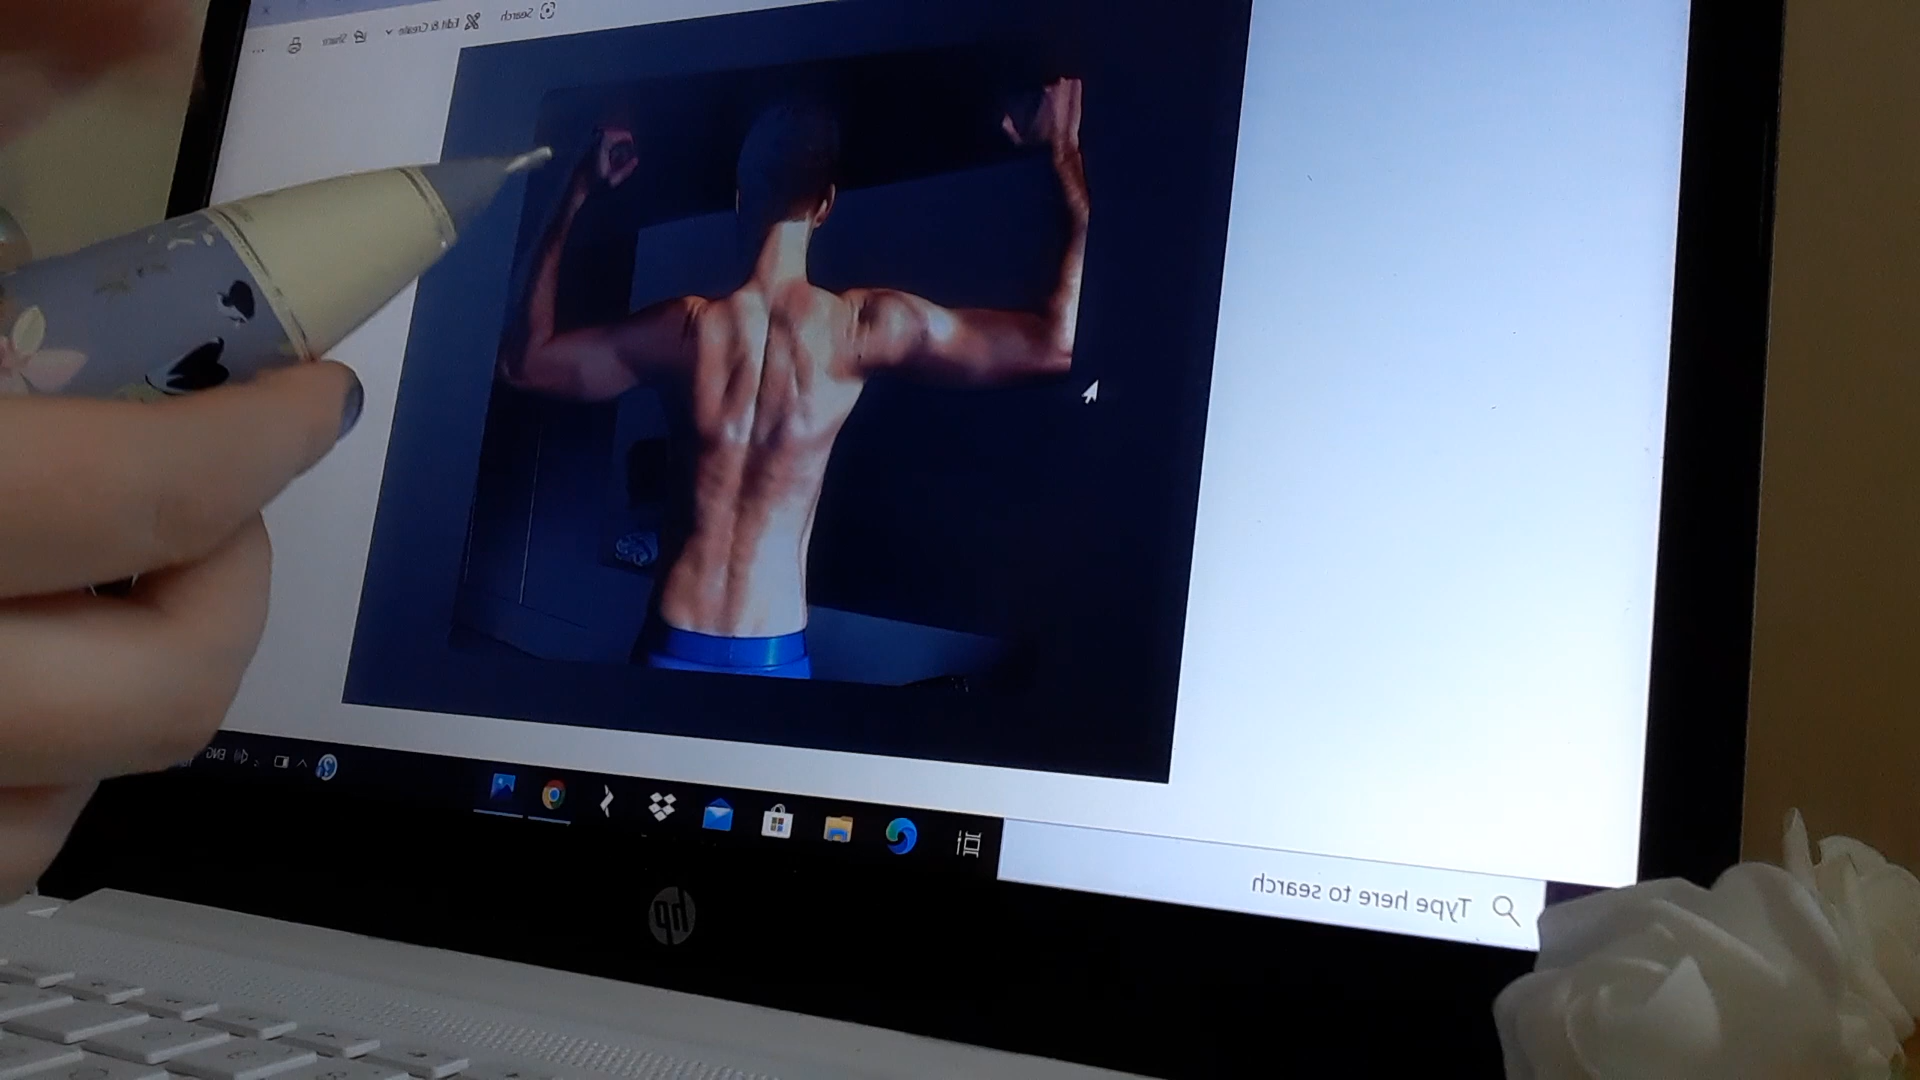 Search
Edit & Create
Share
ENG
Type here to search
hp